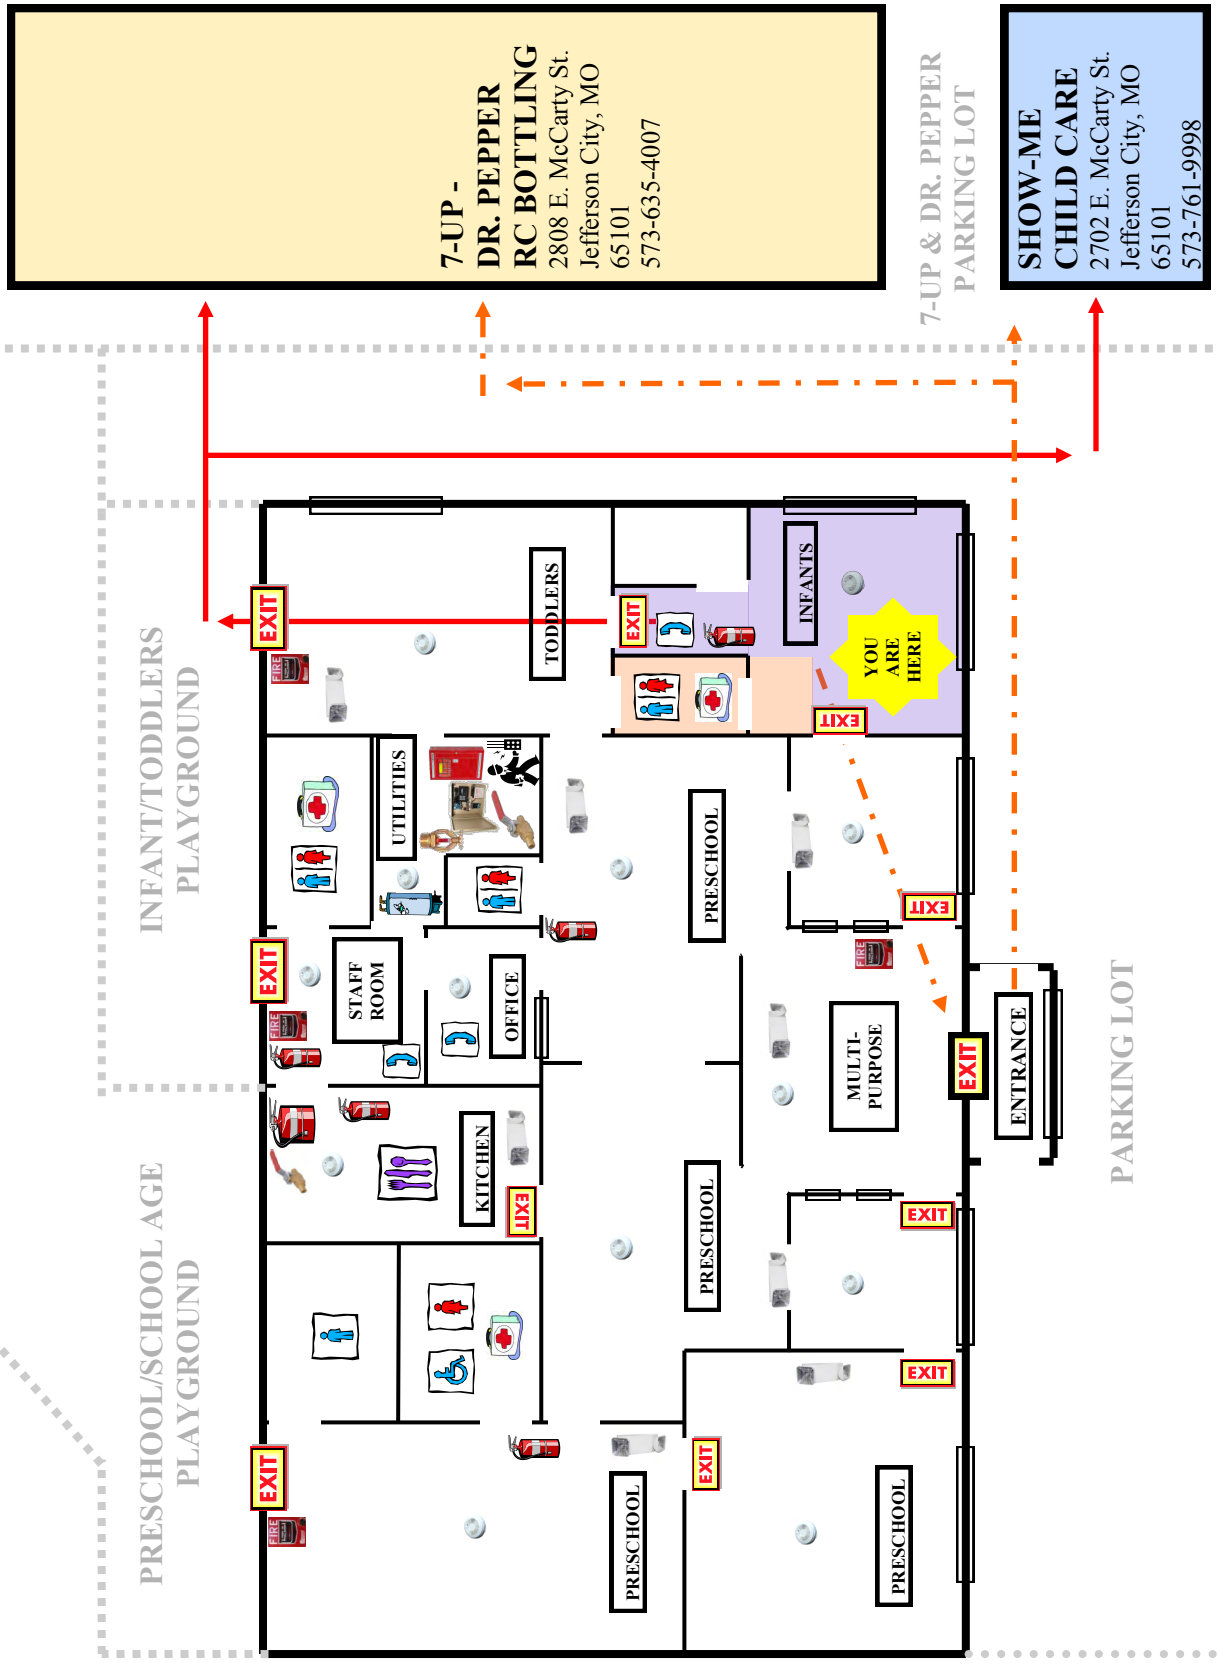 7-UP -
DR. PEPPER
RC BOTTLING
2808 E. McCarty St.
Jefferson City, MO
65101
573-635-4007
7-UP & DR. PEPPER
PARKING LOT
SHOW-ME
CHILD CARE
2702 E. McCarty St.
Jefferson City, MO
65101
573-761-9998
INFANT/TODDLERS
PLAYGROUND
PRESCHOOL/SCHOOL AGE
PLAYGROUND
EXIT
FIRE
TODDLERS
EXIT
INFANTS
YOU
ARE
HERE
EXIT
UTILITIES
PRESCHOOL
EXIT
FIRE
EXIT
STAFF
ROOM
FIRE
OFFICE
MULTI-
PURPOSE
EXIT
ENTRANCE
PARKING LOT
KITCHEN
EXIT
PRESCHOOL
EXIT
EXIT
EXIT
FIRE
PRESCHOOL
EXIT
PRESCHOOL